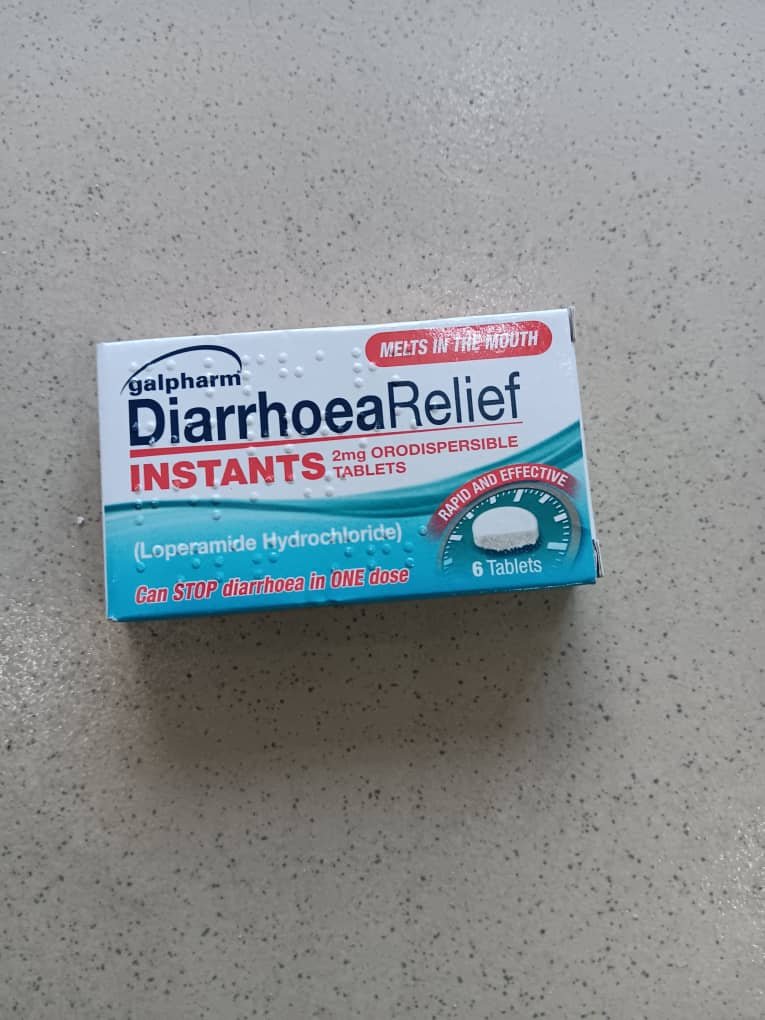 MELTS IN THE MOUTH
galpharm
DiarrhoeaRelief
INSTANTS 2mg ORODISPERSIBLE
TABLETS
RAPID AND EFFECTIVE
(Loperamide Hydrochloride)
6 Tablets
Can STOP diarrhoea in ONE dose